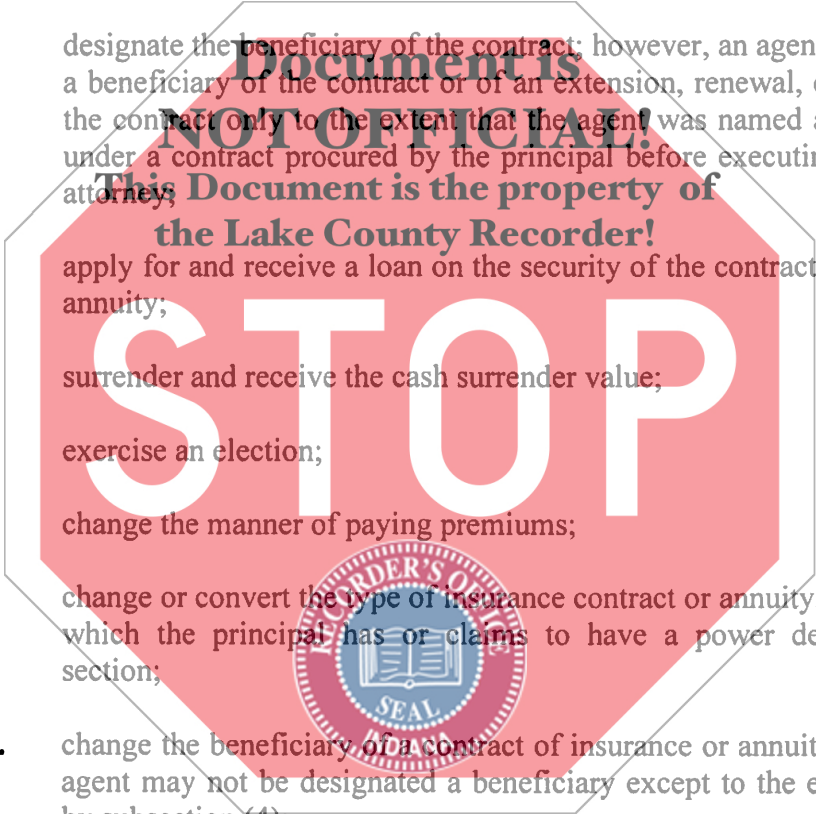 designate the beneficiary of the contract; however, an agen
a beneficiary of the contract or of an extension, renewal,
the contract only to the extent that the agent was named
under a contract procured by the principal before executi
attorney;
Document is
NOT OFFICIAL!
This Document is the property of
the Lake County Recorder!
apply for and receive a loan on the security of the contract
annuity;
STOP
surrender and receive the cash surrender value;
exercise an election;
change the manner of paying premiums;
change or convert the type of insurance contract or annuity
which the principal has or claims to have a power de
section;
RECORDER'S OFFICE
SEAL
change the beneficiary of a contract of insurance or annuit
agent may not be designated a beneficiary except to the e
by subsection (4)